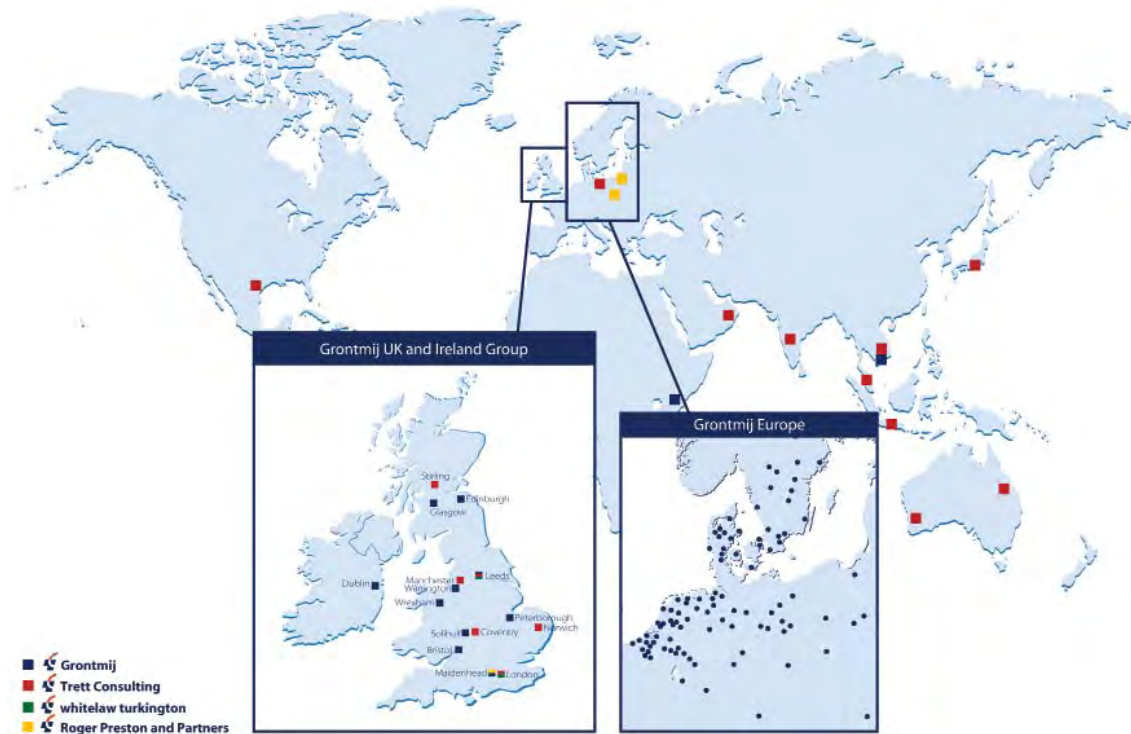 Grontmij UK and Ireland Group
Stirling
Edinburgh
Glasgow
Dublin
Manchester
Leeds
Warrington
Wrexham
Peterborough
Norwich
Solihull
Coventry
Bristol
Maidenhead
London
Grontmij Europe
Grontmij
Trett Consulting
whitelaw turkington
Roger Preston and Partners